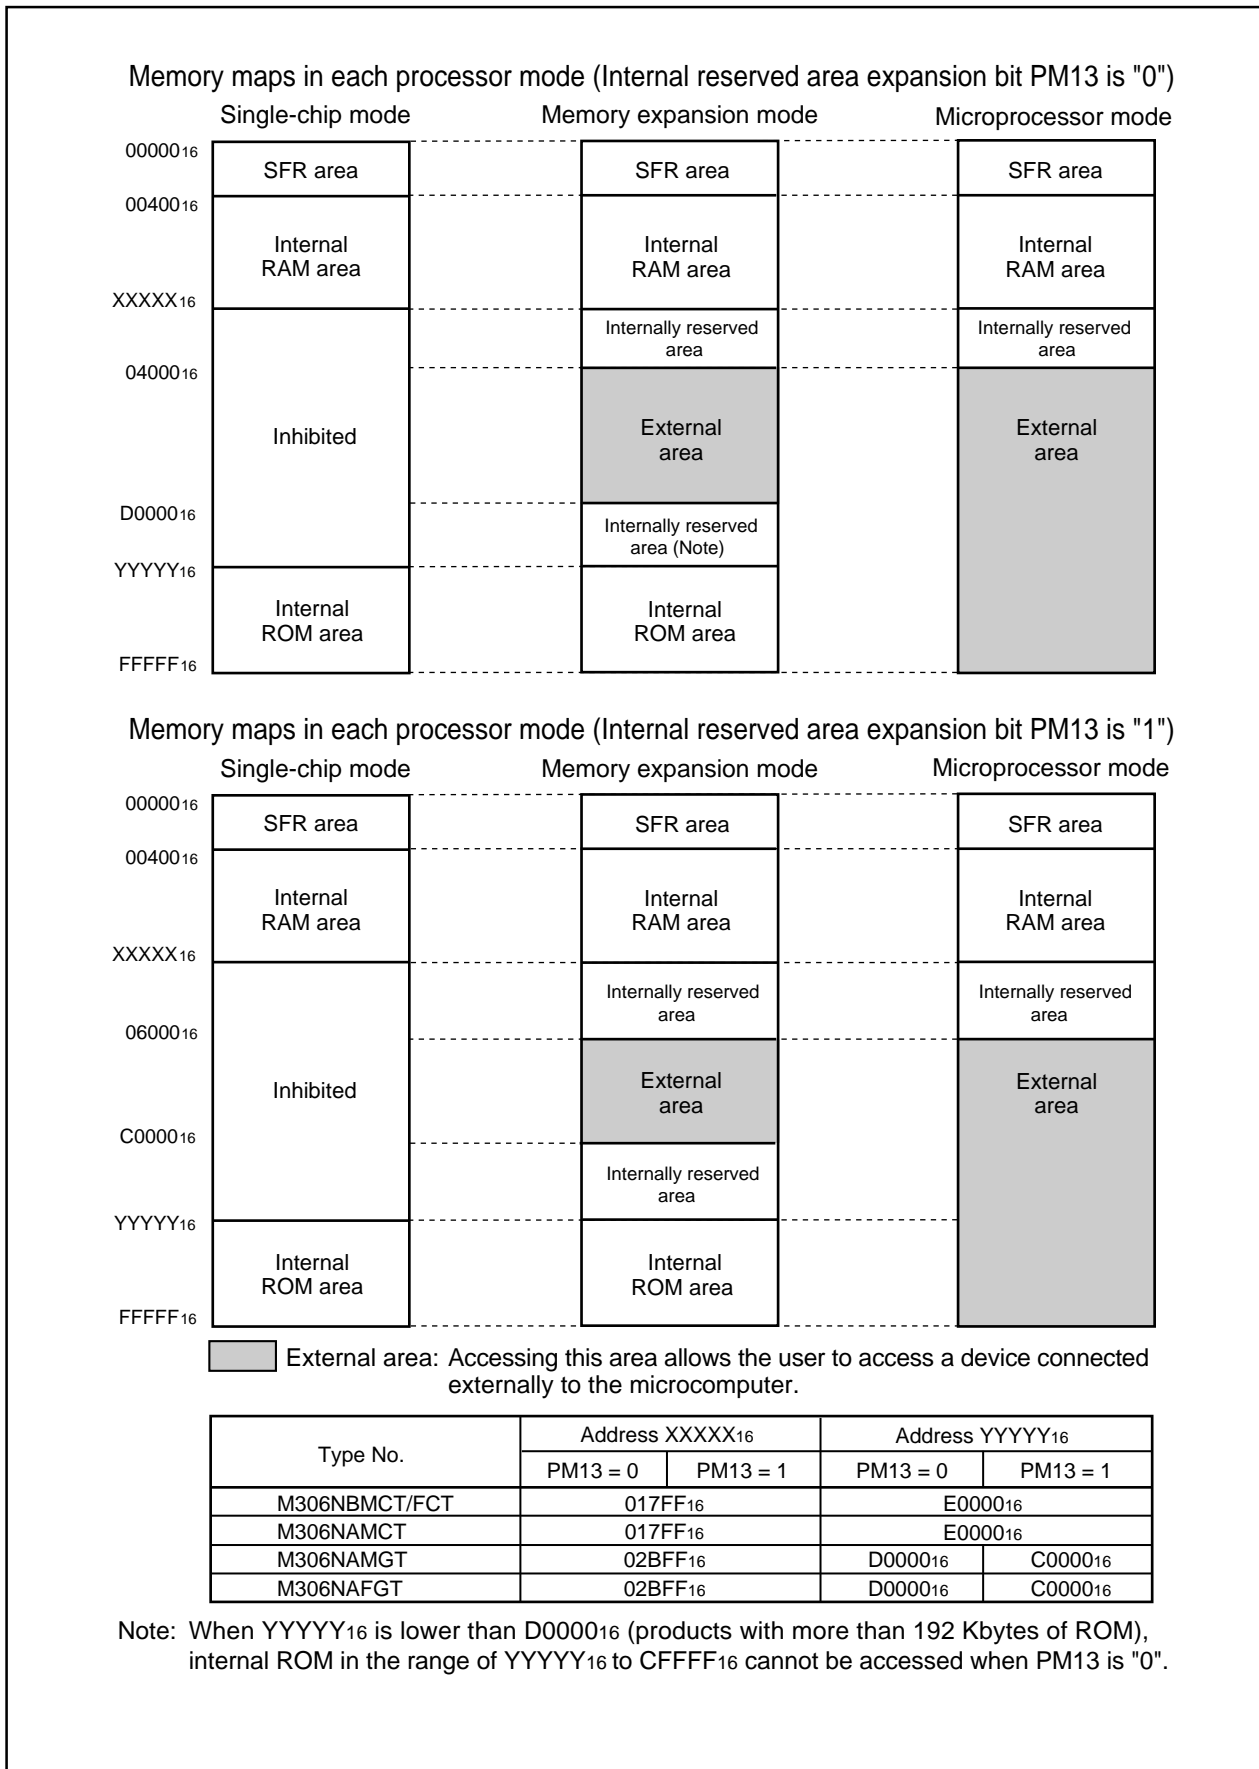 Memory maps in each processor mode (Internal reserved area expansion bit PM13 is "0")
Single-chip mode Memory expansion mode Microprocessor mode
0000016
SFR area SFR area SFR area
0040016
Internal Internal Internal
RAM area RAM area RAM area
XXXXX16
Internally reserved Internally reserved
area area
0400016
Inhibited External External
area area
D000016
Internally reserved
area (Note)
YYYYY16
Internal Internal
ROM area ROM area
FFFFF16
Memory maps in each processor mode (Internal reserved area expansion bit PM13 is "1")
Single-chip mode Memory expansion mode Microprocessor mode
0000016
SFR area SFR area SFR area
0040016
Internal Internal Internal
RAM area RAM area RAM area
XXXXX16
Internally reserved Internally reserved
area area
0600016
Inhibited External External
area area
C000016
Internally reserved
area
YYYYY16
Internal Internal
ROM area ROM area
FFFFF16
External area: Accessing this area allows the user to access a device connected
externally to the microcomputer.
Type No. Address XXXXX16 Address YYYYY16
PM13 = 0 PM13 = 1 PM13 = 0 PM13 = 1
M306NBMCT/FCT 017FF16 E000016
M306NAMCT 017FF16 E000016
M306NAMGT 02BFF16 D000016 C000016
M306NAFGT 02BFF16 D000016 C000016
Note: When YYYYY16 is lower than D000016 (products with more than 192 Kbytes of ROM),
internal ROM in the range of YYYYY16 to CFFFF16 cannot be accessed when PM13 is "0".